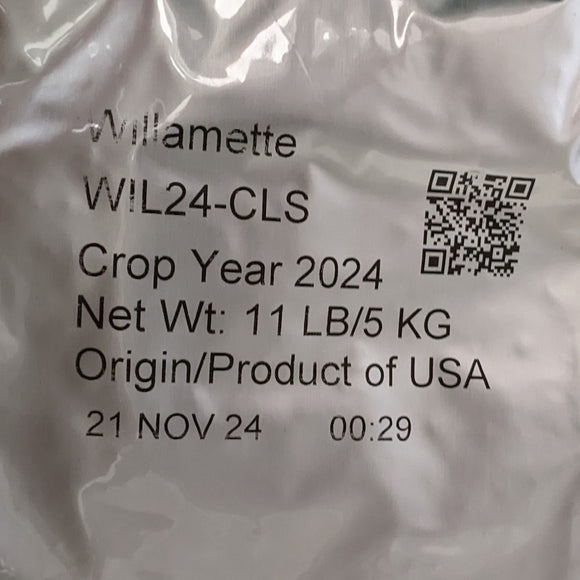 Willamette
WIL24-CLS
Crop Year 2024
Net Wt: 11 LB/5 KG
Origin/Product of USA
21 NOV 24 00:29